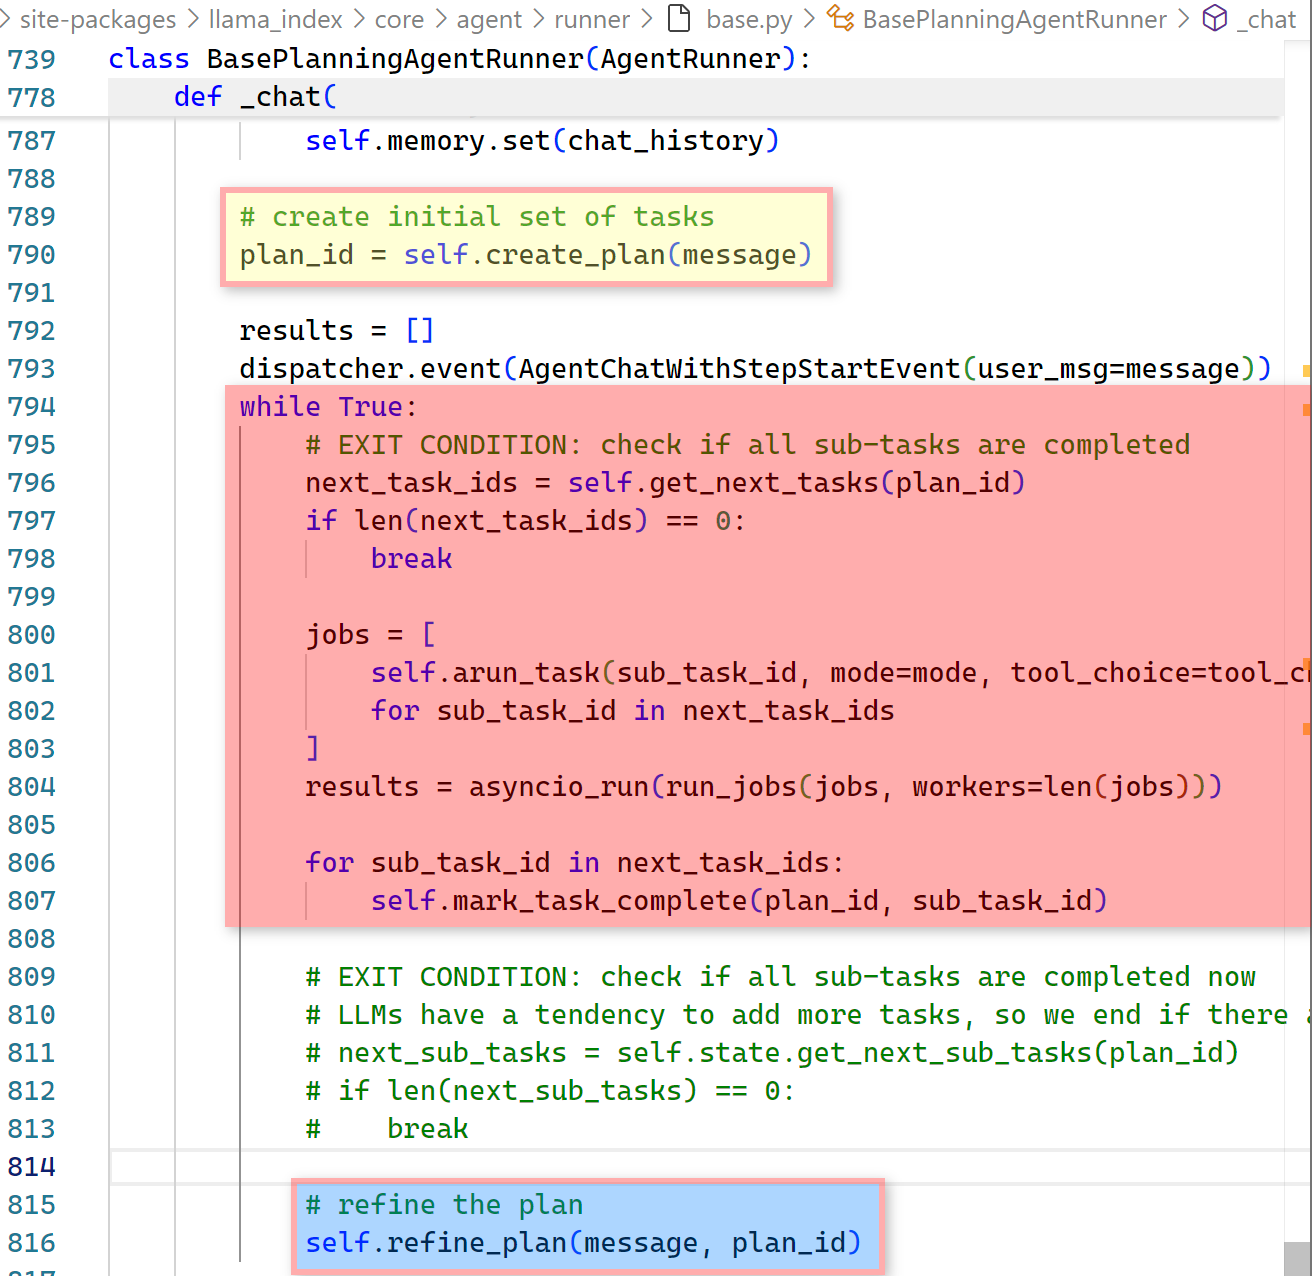 site-packages > llama_index > core > agent > runner > base.py > BasePlanningAgentRunner > _chat
739 class BasePlanningAgentRunner(AgentRunner):
778     def _chat(
787             self.memory.set(chat_history)
788
789         # create initial set of tasks
790         plan_id = self.create_plan(message)
791
792         results = []
793         dispatcher.event(AgentChatWithStepStartEvent(user_msg=message))
794         while True:
795             # EXIT CONDITION: check if all sub-tasks are completed
796             next_task_ids = self.get_next_tasks(plan_id)
797             if len(next_task_ids) == 0:
798                 break
799
800             jobs = [
801                 self.arun_task(sub_task_id, mode=mode, tool_choice=tool_c
802                 for sub_task_id in next_task_ids
803             ]
804             results = asyncio_run(run_jobs(jobs, workers=len(jobs)))
805
806             for sub_task_id in next_task_ids:
807                 self.mark_task_complete(plan_id, sub_task_id)
808
809             # EXIT CONDITION: check if all sub-tasks are completed now
810             # LLMs have a tendency to add more tasks, so we end if there
811             # next_sub_tasks = self.state.get_next_sub_tasks(plan_id)
812             # if len(next_sub_tasks) == 0:
813             #    break
814
815             # refine the plan
816             self.refine_plan(message, plan_id)